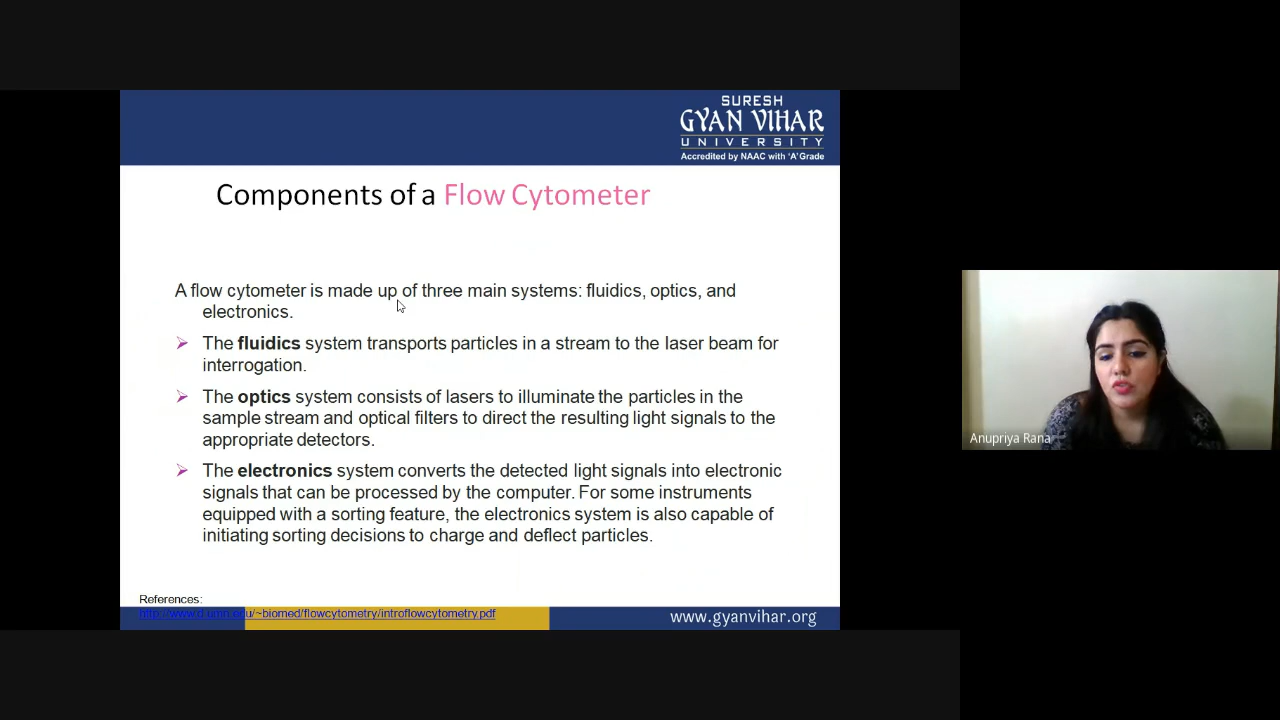 SURESH
GYAN VIHAR
UNIVERSITY
Accredited by NAAC with 'A' Grade
Components of a Flow Cytometer
A flow cytometer is made up of three main systems: fluidics, optics, and
electronics.
➢ The fluidics system transports particles in a stream to the laser beam for
interrogation.
➢ The optics system consists of lasers to illuminate the particles in the
sample stream and optical filters to direct the resulting light signals to the
appropriate detectors.
➢ The electronics system converts the detected light signals into electronic
signals that can be processed by the computer. For some instruments
equipped with a sorting feature, the electronics system is also capable of
initiating sorting decisions to charge and deflect particles.
References:
http://www.d.umn.edu/~biomed/flowcytometry/introflowcytometry.pdf
www.gyanvihar.org
Anupriya Rana